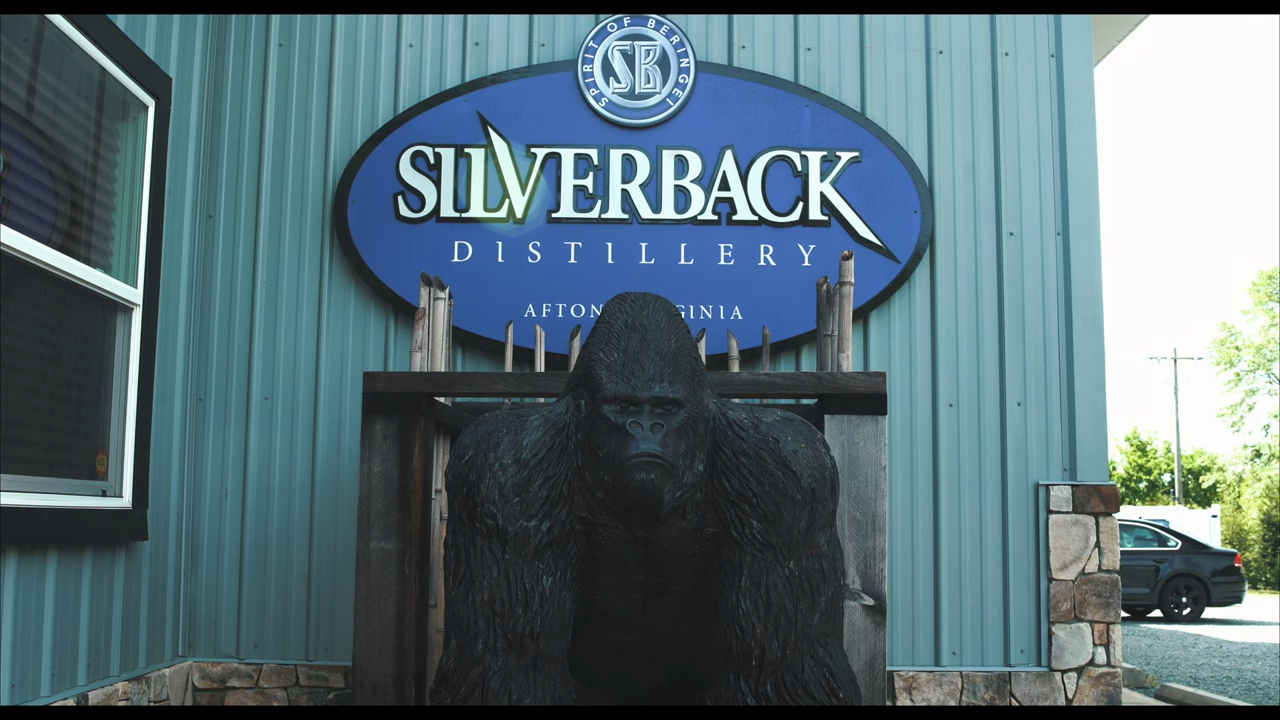 SPIRIT OF BERINGEI
SB
SILVERBACK
DISTILLERY
AFTON GINIA